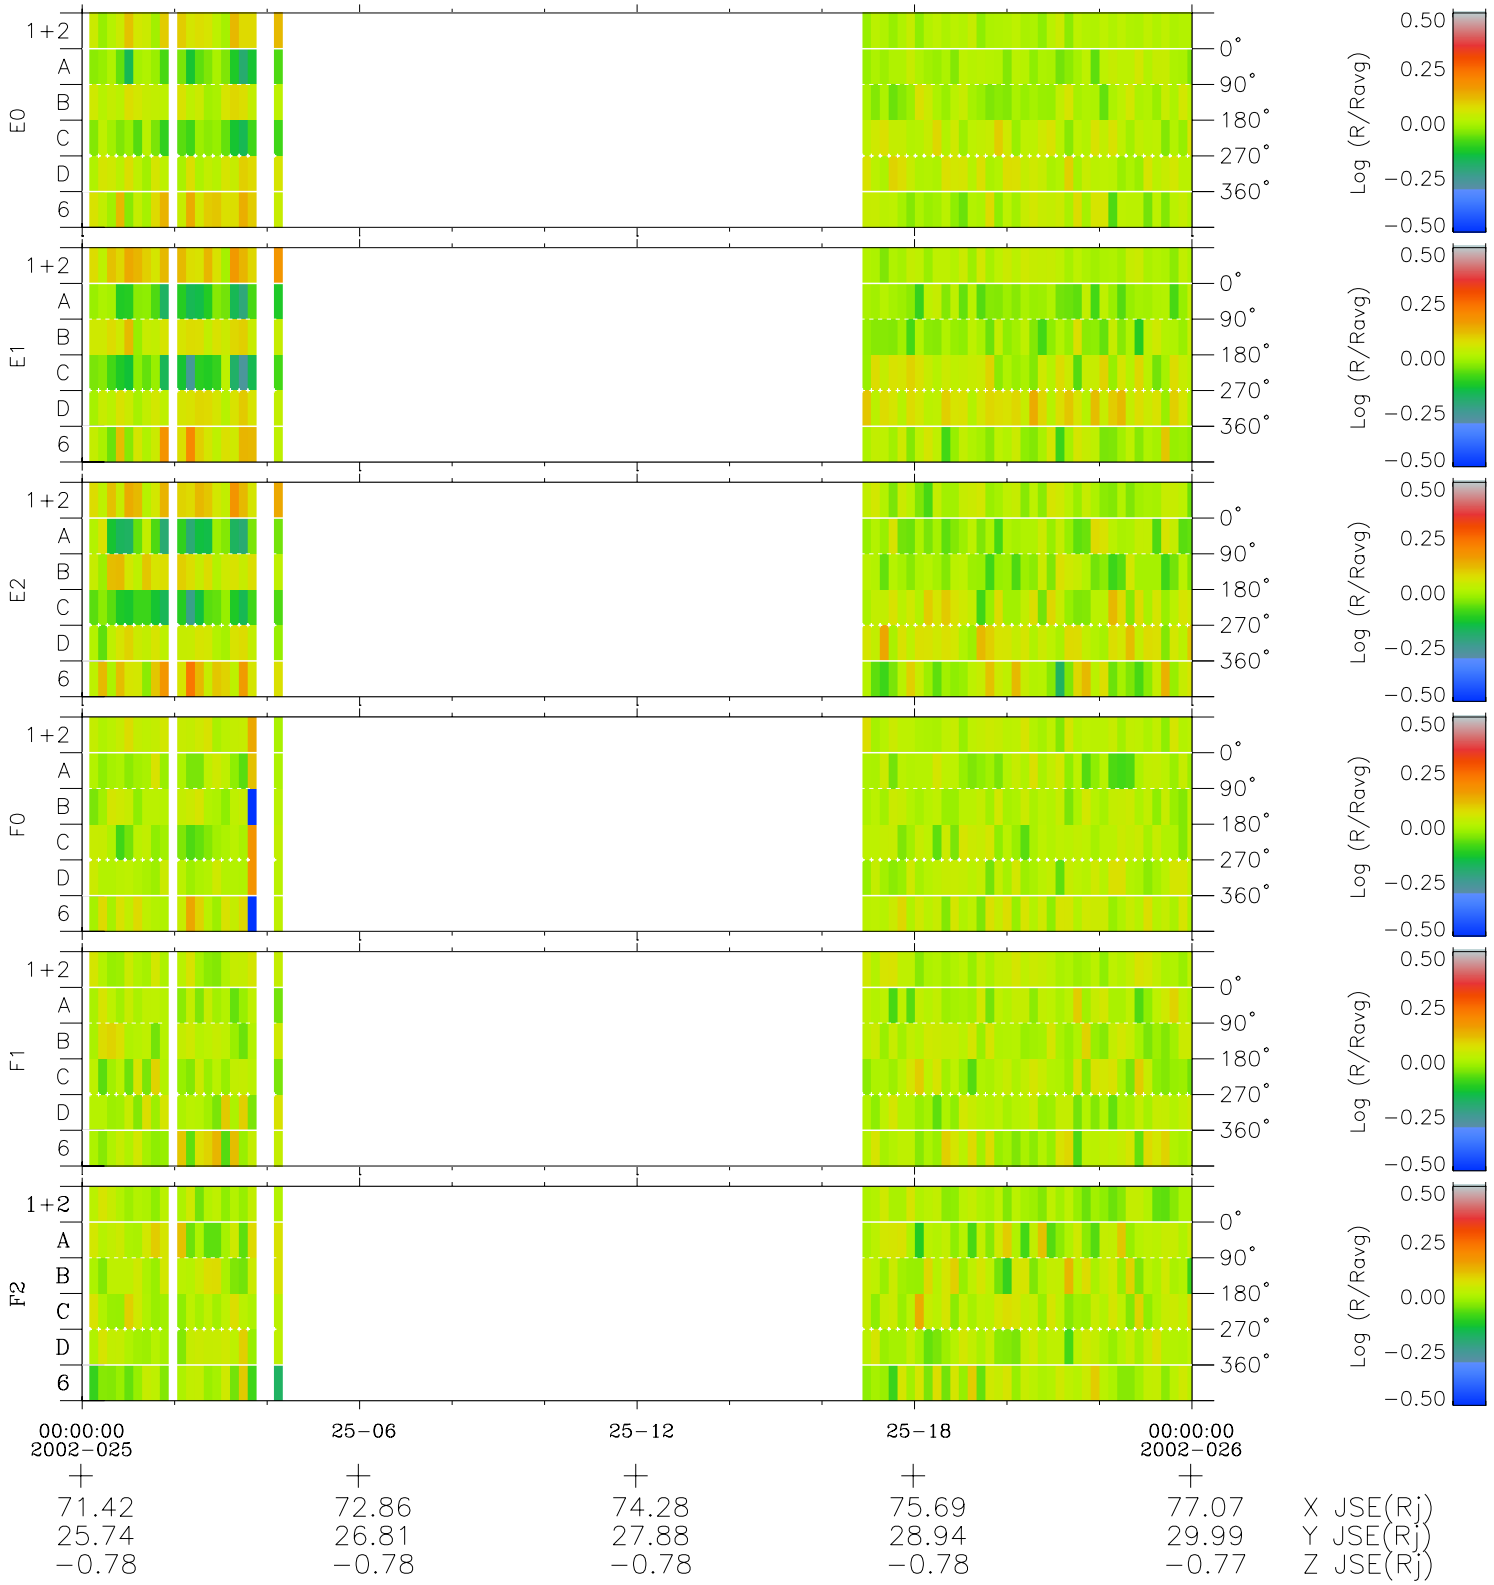 E0
1+2
A
B
C
D
6
0°
90°
180°
270°
360°
Log (R/Ravg)
0.50
0.25
0.00
−0.25
−0.50
E1
1+2
A
B
C
D
6
0°
90°
180°
270°
360°
Log (R/Ravg)
0.50
0.25
0.00
−0.25
−0.50
E2
1+2
A
B
C
D
6
0°
90°
180°
270°
360°
Log (R/Ravg)
0.50
0.25
0.00
−0.25
−0.50
F0
1+2
A
B
C
D
6
0°
90°
180°
270°
360°
Log (R/Ravg)
0.50
0.25
0.00
−0.25
−0.50
F1
1+2
A
B
C
D
6
0°
90°
180°
270°
360°
Log (R/Ravg)
0.50
0.25
0.00
−0.25
−0.50
F2
1+2
A
B
C
D
6
0°
90°
180°
270°
360°
Log (R/Ravg)
0.50
0.25
0.00
−0.25
−0.50
00:00:00 25−06 25−12 25−18 00:00:00
2002−025 2002−026
71.42 72.86 74.28 75.69 77.07 X JSE(Rj)
25.74 26.81 27.88 28.94 29.99 Y JSE(Rj)
−0.78 −0.78 −0.78 −0.78 −0.77 Z JSE(Rj)